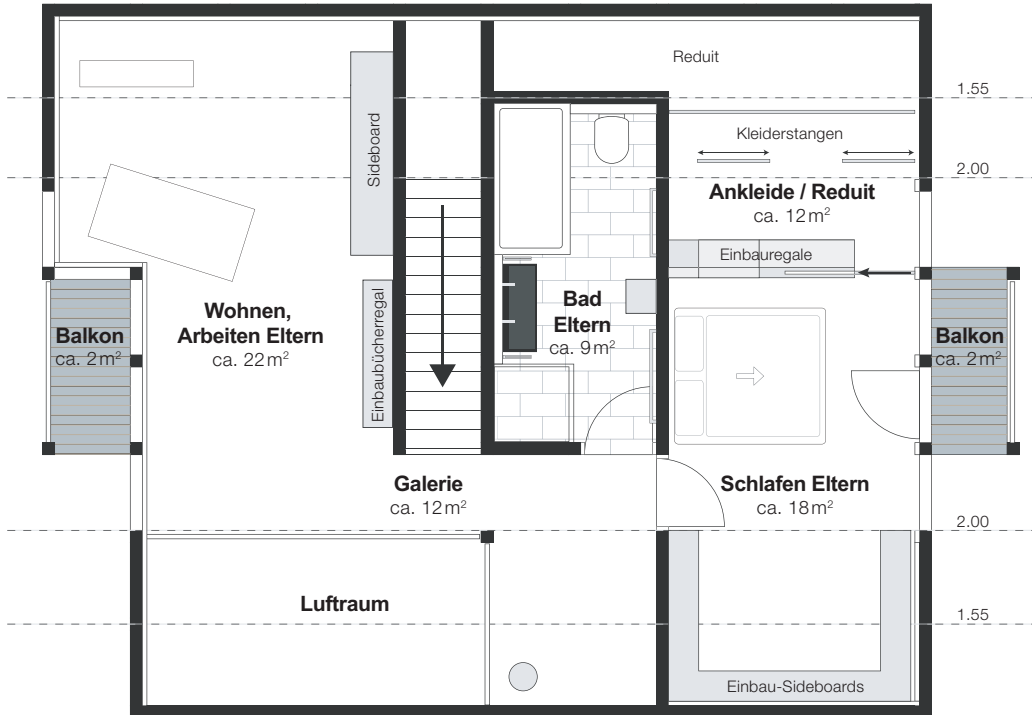 Reduit
1.55
Kleiderstangen
Sideboard
2.00
Ankleide / Reduit
ca. 12 m²
Einbauregale
Wohnen,
Arbeiten Eltern
ca. 22 m²
Balkon
ca. 2 m²
Einbaubücherregal
Bad
Eltern
ca. 9 m²
Balkon
ca. 2 m²
Galerie
ca. 12 m²
Schlafen Eltern
ca. 18 m²
2.00
Luftraum
1.55
Einbau-Sideboards